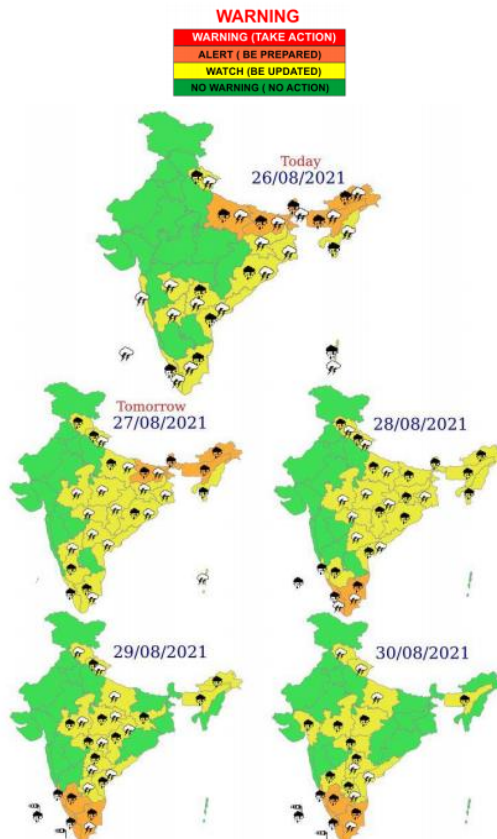 WARNING
WARNING (TAKE ACTION)
ALERT ( BE PREPARED)
WATCH (BE UPDATED)
NO WARNING ( NO ACTION)
Today
26/08/2021
Tomorrow
27/08/2021
28/08/2021
29/08/2021
30/08/2021